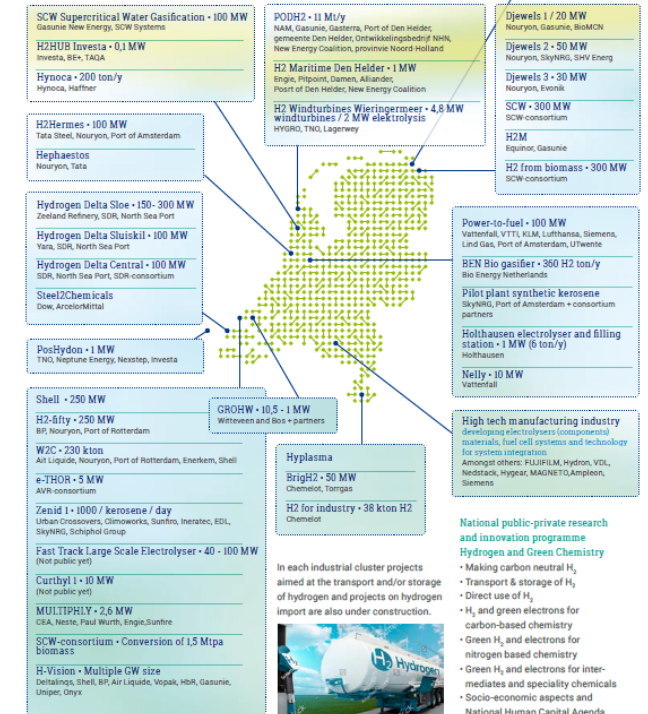 SCW Supercritical Water Gasification • 100 MW
Gasunie New Energy, SCW Systems
H2HUB Investa • 0,1 MW
Investa, BE+, TAQA
Hynoca • 200 ton/y
Hynoca, Haffner
PODH2 • 11 Mt/y
NAM, Gasunie, Gasterra, Port of Den Helder,
gemeente Den Helder, Ontwikkelingsbedrijf NHN,
New Energy Coalition, provinvie Noord-Holland
H2 Maritime Den Helder • 1 MW
Engie, Pitpoint, Damen, Alliander,
Poort of Den Helder, New Energy Coalition
H2 Windturbines Wieringermeer • 4,8 MW
windturbines / 2 MW elektrolysis
HYGRO, TNO, Lagerwey
Djewels 1 / 20 MW
Nouryon, Gasunie, BioMCN
Djewels 2 • 50 MW
Nouryon, SkyNRG, SHV Energ
Djewels 3 • 30 MW
Nouryon, Evonik
SCW • 300 MW
SCW-consortium
H2M
Equinor, Gasunie
H2 from biomass • 300 MW
SCW-consortium
H2Hermes • 100 MW
Tata Steel, Nouryon, Port of Amsterdam
Hephaestos
Nouryon, Tata
Hydrogen Delta Sloe • 150- 300 MW
Zeeland Refinery, SDR, North Sea Port
Hydrogen Delta Sluiskil • 100 MW
Yara, SDR, North Sea Port
Hydrogen Delta Central • 100 MW
SDR, North Sea Port, SDR-consortium
Steel2Chemicals
Dow, ArcelorMittal
PosHydon • 1 MW
TNO, Neptune Energy, Nexstep, Investa
Power-to-fuel • 100 MW
Vattenfall, VTTI, KLM, Lufthansa, Siemens,
Lind Gas, Port of Amsterdam, UTwente
BEN Bio gasifier • 360 H2 ton/y
Bio Energy Netherlands
Pilot plant synthetic kerosene
SkyNRG, Port of Amsterdam + consortium
partners
Holthausen electrolyser and filling
station • 1 MW (6 ton/y)
Holthausen
Nelly • 10 MW
Vattenfall
Shell • 250 MW
H2-fifty • 250 MW
BP, Nouryon, Port of Rotterdam
W2C • 230 kton
Ait Liquide, Nouryon, Port of Rotterdam, Enerkem, Shell
e-THOR • 5 MW
AVR-consortium
Zenid 1 • 1000 / kerosene / day
Urban Crossovers, Climoworks, Sunfiro, Ineratec, EDL,
SkyNRG, Schiphol Group
Fast Track Large Scale Electrolyser • 40 - 100 MW
(Not public yet)
Curthyl 1 • 10 MW
(Not public yet)
MULTIPHLY • 2,6 MW
CEA, Neste, Paul Wurth, Engie,Sunfire
SCW-consortium • Conversion of 1,5 Mtpa
biomass
H-Vision • Multiple GW size
Deltalinqs, Shell, BP, Air Liquide, Vopak, HbR, Gasunie,
Uniper, Onyx
GROHW • 10,5 - 1 MW
Witteveen and Bos + partners
Hyplasma
BrigH2 • 50 MW
Chemelot, Torrgas
H2 for industry • 38 kton H2
Chemelot
High tech manufacturing industry
developing electrolysers (components)
materials, fuel cell systems and technology
for system integration
Amongst others: FUJIFILM, Hydron, VDL,
Nedstack, Hygear, MAGNETO,Ampleon,
Siemens
In each industrial cluster projects
aimed at the transport and/or storage
of hydrogen and projects on hydrogen
import are also under construction.
H₂ Hydrogen
National public-private research
and innovation programme
Hydrogen and Green Chemistry
• Making carbon neutral H₂
• Transport & storage of H₂
• Direct use of H₂
• H₂ and green electrons for
carbon-based chemistry
• Green H₂ and electrons for
nitrogen based chemistry
• Green H₂ and electrons for inter-
mediates and speciality chemicals
• Socio-economic aspects and
National Human Capital Agenda